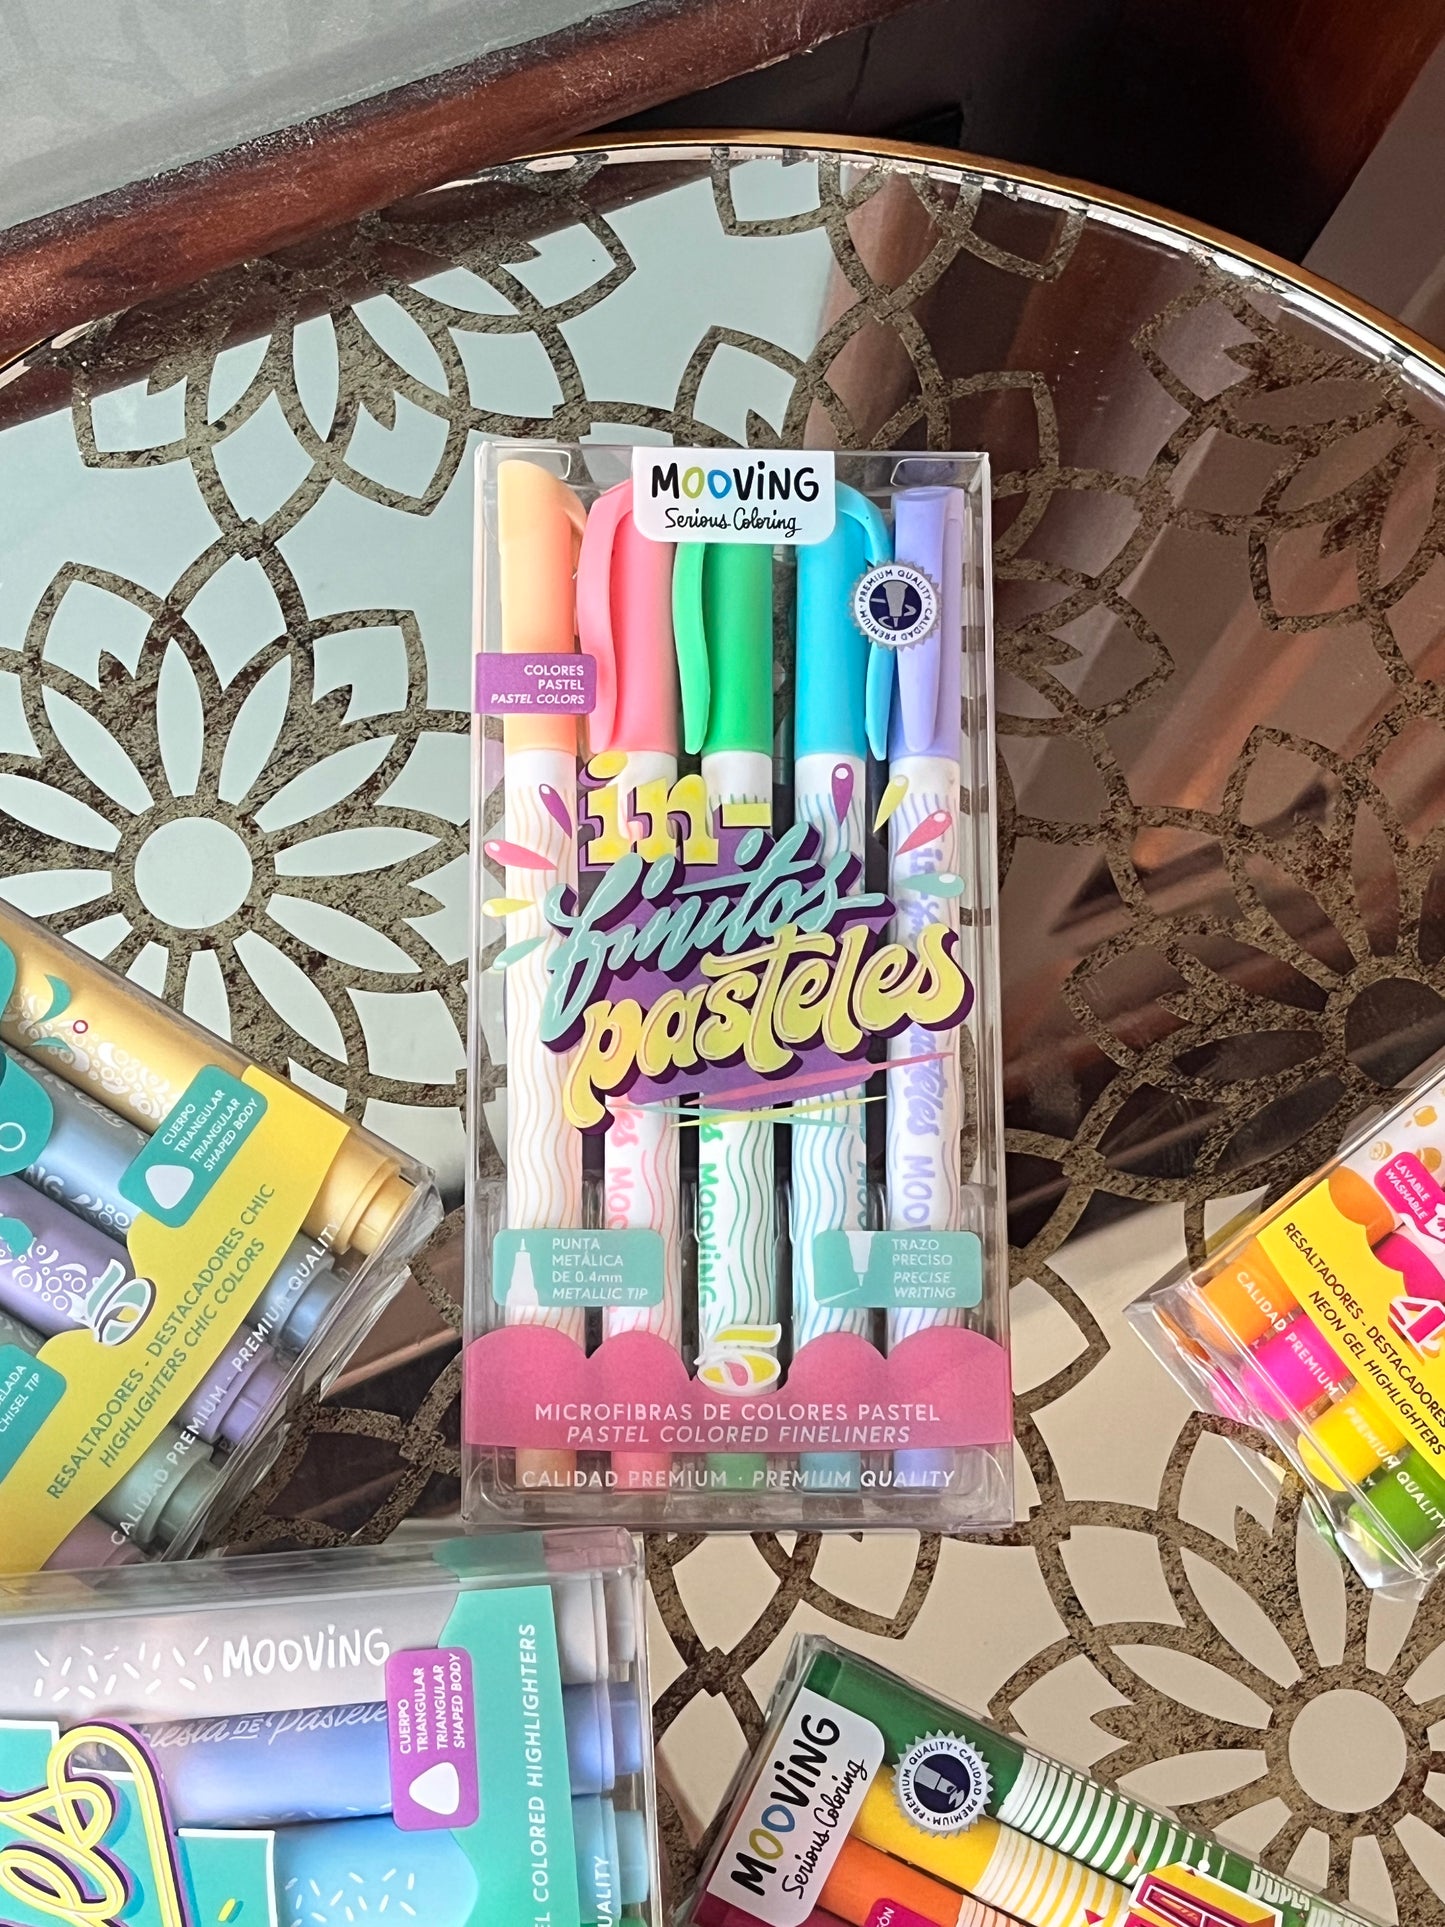 MOOViNG
Serious Coloring
PREMIUM QUALITY · CALIDAD PREMIUM ·
COLORES
PASTEL
PASTEL COLORS
in-
finitos
pasteles
MOOViNG
PUNTA
METÁLICA
DE 0.4mm
METALLIC TIP
TRAZO
PRECISO
PRECISE
WRITING
MICROFIBRAS DE COLORES PASTEL
PASTEL COLORED FINELINERS
CALIDAD PREMIUM · PREMIUM QUALITY
CUERPO
TRIANGULAR
TRIANGULAR
SHAPED BODY
RESALTADORES - DESTACADORES CHIC
HIGHLIGHTERS CHIC COLORS
CALIDAD PREMIUM · PREMIUM QUALITY
CHISEL TIP
LAVABLE
WASHABLE
RESALTADORES - DESTACADORES
NEON GEL HIGHLIGHTERS
CALIDAD PREMIUM · PREMIUM QUALITY
MOOViNG
Fiesta DE Pasteles
CUERPO
TRIANGULAR
TRIANGULAR
SHAPED BODY
COLORED HIGHLIGHTERS
MOOViNG
Serious Coloring
PREMIUM QUALITY · CALIDAD PREMIUM ·